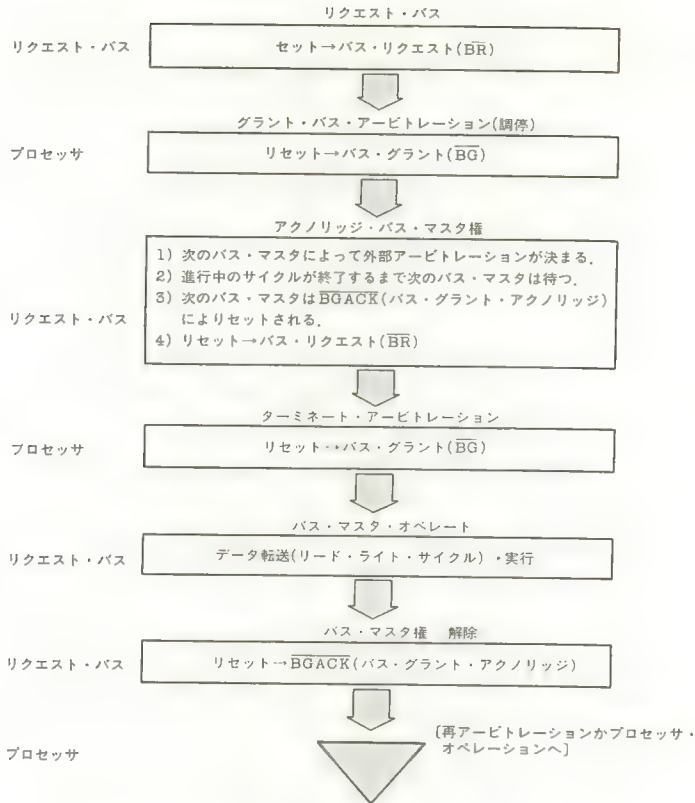 リクエスト・バス
リクエスト・バス
セット→バス・リクエスト(BR)
グラント・バス・アービトレーション(調停)
プロセッサ
リセット→バス・グラント(BG)
アクノリッジ・バス・マスタ権
リクエスト・バス
1) 次のバス・マスタによって外部アービトレーションが決まる.
2) 進行中のサイクルが終了するまで次のバス・マスタは待つ.
3) 次のバス・マスタはBGACK(バス・グラント・アクノリッジ)
によりセットされる.
4) リセット→バス・リクエスト(BR)
ターミネート・アービトレーション
プロセッサ
リセット→バス・グラント(BG)
バス・マスタ・オペレート
リクエスト・バス
データ転送(リード・ライト・サイクル)・実行
バス・マスタ権 解除
リクエスト・バス
リセット→BGACK(バス・グラント・アクノリッジ)
プロセッサ
[再アービトレーションかプロセッサ・
オペレーションへ]